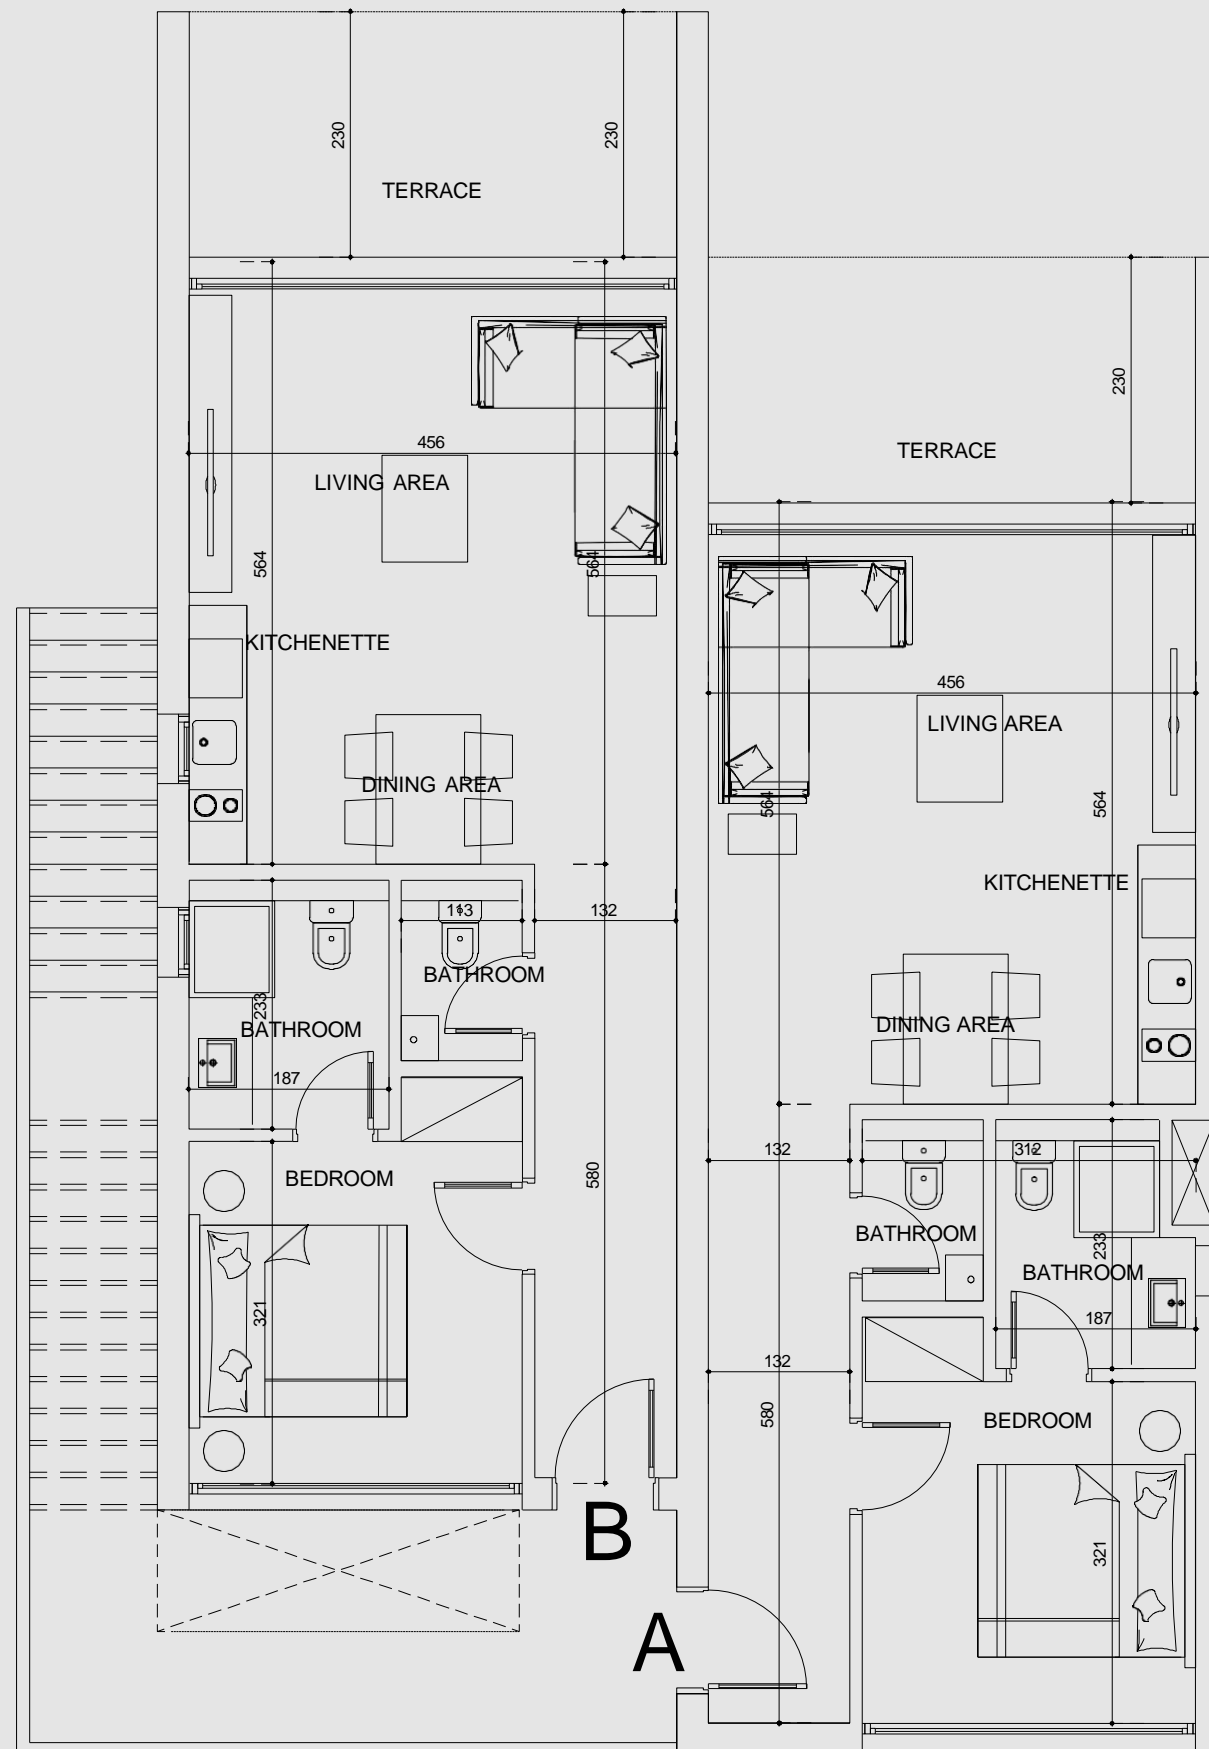 230
230
TERRACE
230
456
TERRACE
LIVING AREA
564
564
KITCHENETTE
456
LIVING AREA
DINING AREA
564
564
KITCHENETTE
113
132
BATHROOM
233
BATHROOM
DINING AREA
187
132
312
BEDROOM
580
BATHROOM
233
BATHROOM
321
187
132
580
BEDROOM
B
321
A